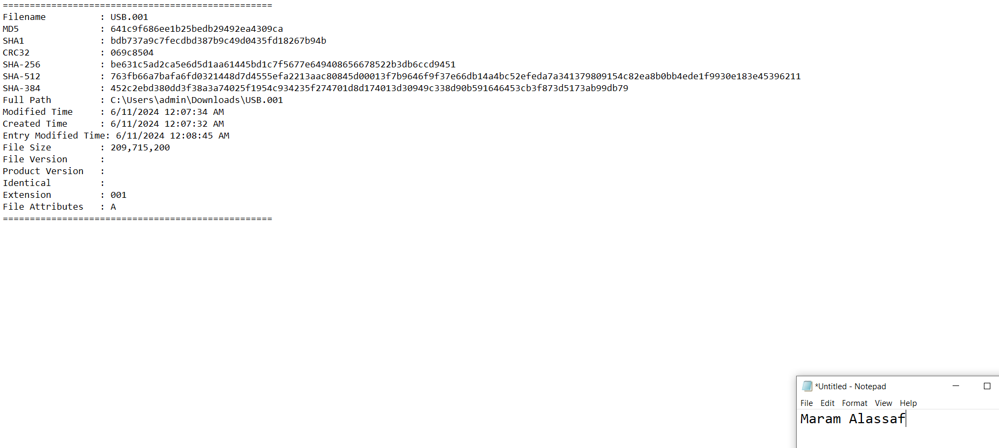 ==================================================
Filename          : USB.001
MD5               : 641c9f686ee1b25bedb29492ea4309ca
SHA1              : bdb737a9c7fecdbd387b9c49d0435fd18267b94b
CRC32             : 069c8504
SHA-256           : be631c5ad2ca5e6d5d1aa61445bd1c7f5677e649408656678522b3db6ccd9451
SHA-512           : 763fb66a7bafa6fd0321448d7d4555efa2213aac80845d00013f7b9646f9f37e66db14a4bc52efeda7a341379809154c82ea8b0bb4ede1f9930e183e45396211
SHA-384           : 452c2ebd380dd3f38a3a74025f1954c934235f274701d8d174013d30949c338d90b591646453cb3f873d5173ab99db79
Full Path         : C:\Users\admin\Downloads\USB.001
Modified Time     : 6/11/2024 12:07:34 AM
Created Time      : 6/11/2024 12:07:32 AM
Entry Modified Time: 6/11/2024 12:08:45 AM
File Size         : 209,715,200
File Version      :
Product Version   :
Identical         :
Extension         : 001
File Attributes   : A
==================================================
*Untitled - Notepad
File Edit Format View Help
Maram Alassaf